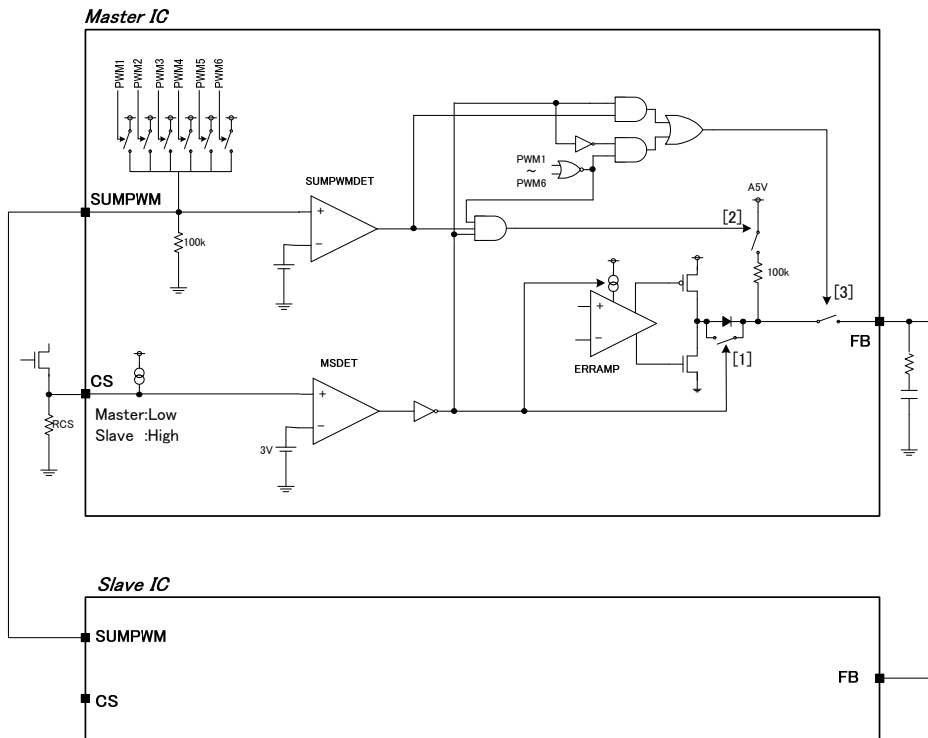 Master IC
PWM1
PWM2
PWM3
PWM4
PWM5
PWM6
SUMPWM
100k
SUMPWMDET
+
−
PWM1
～
PWM6
[2]
A5V
100k
[3]
FB
[1]
+
−
ERRAMP
CS
RCS
Master:Low
Slave :High
MSDET
+
−
3V
Slave IC
SUMPWM
CS
FB